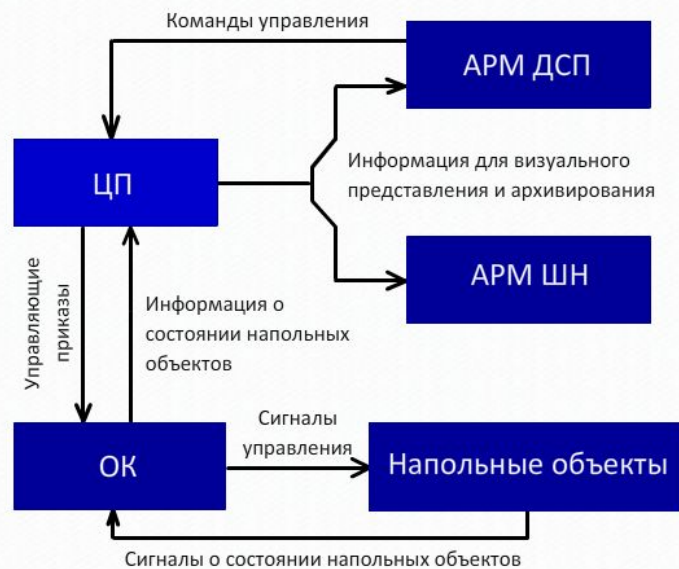 Команды управления
АРМ ДСП
ЦП
Информация для визуального
представления и архивирования
АРМ ШН
Управляющие
приказы
Информация о
состоянии напольных
объектов
ОК
Сигналы
управления
Напольные объекты
Сигналы о состоянии напольных объектов